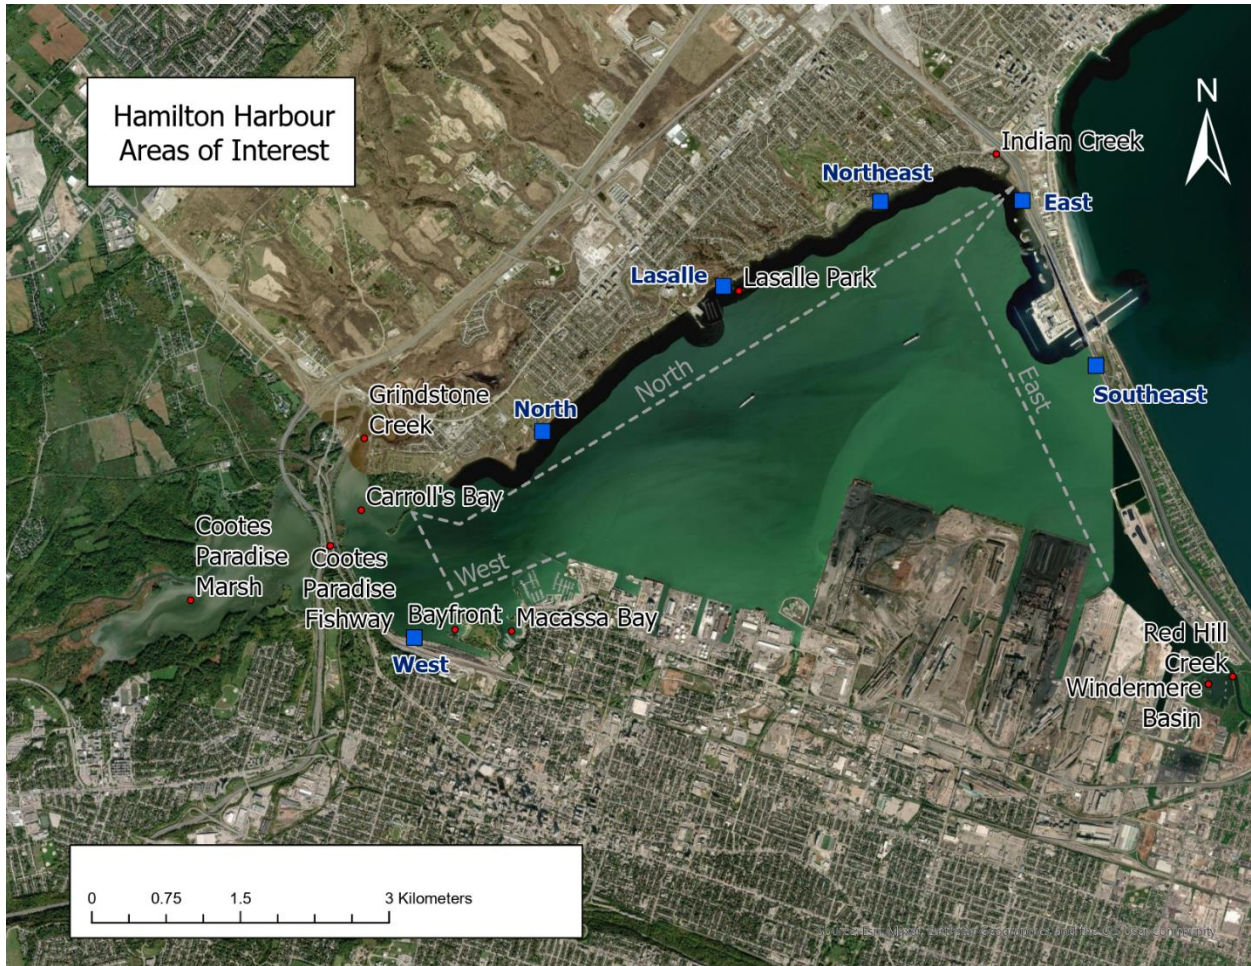 Hamilton Harbour
Areas of Interest
N
Indian Creek
Northeast
East
Lasalle
Lasalle Park
North
East
Southeast
Grindstone
Creek
North
Carroll's Bay
Cootes
Paradise
Marsh
Cootes
Paradise
Fishway
West
Bayfront
Macassa Bay
West
Red Hill
Creek
Windermere
Basin
0
0.75
1.5
3 Kilometers